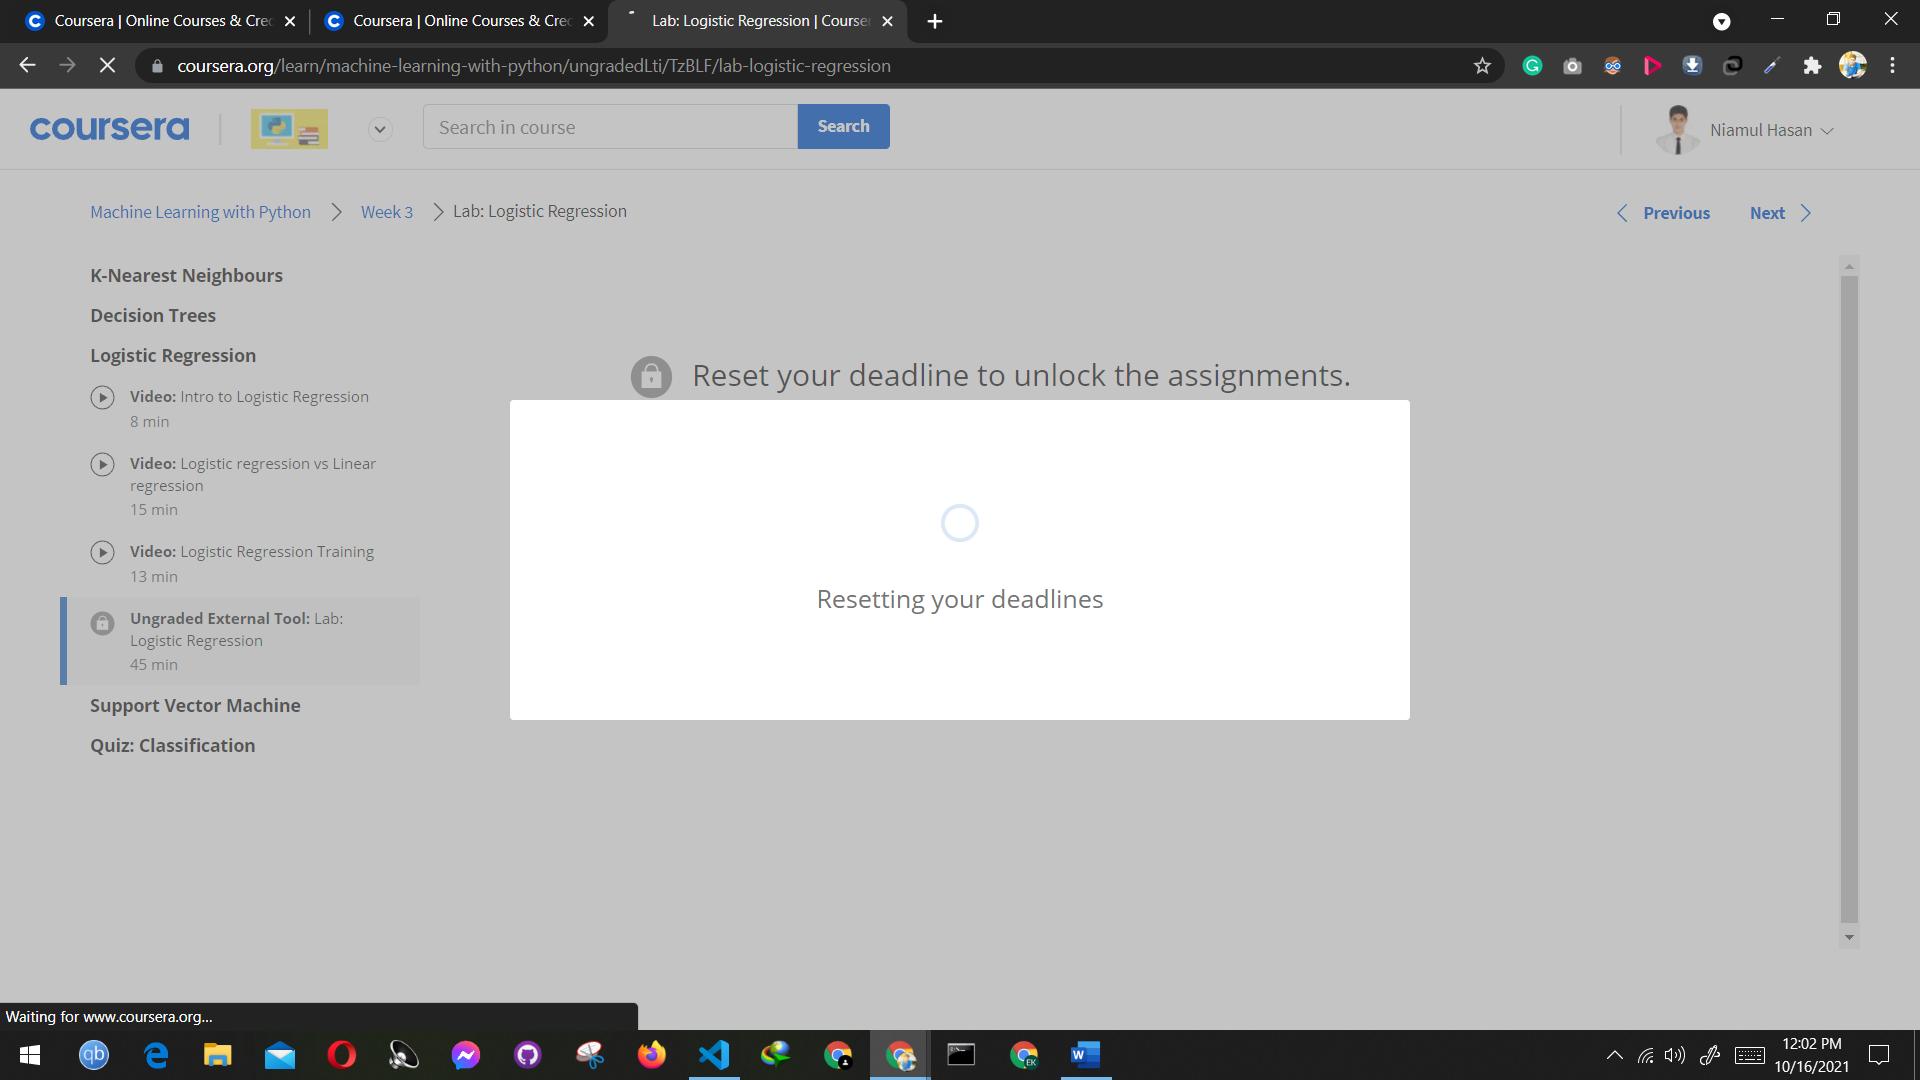 Coursera | Online Courses & Cre
Coursera | Online Courses & Cre
Lab: Logistic Regression | Course
coursera.org/learn/machine-learning-with-python/ungradedLti/TzBLF/lab-logistic-regression
coursera
Search in course
Search
Niamul Hasan
Machine Learning with Python
Week 3
Lab: Logistic Regression
Previous
Next
K-Nearest Neighbours
Decision Trees
Logistic Regression
Video: Intro to Logistic Regression
8 min
Video: Logistic regression vs Linear
regression
15 min
Video: Logistic Regression Training
13 min
Ungraded External Tool: Lab:
Logistic Regression
45 min
Support Vector Machine
Quiz: Classification
Reset your deadline to unlock the assignments.
Resetting your deadlines
Waiting for www.coursera.org...
qb
EK
W
12:02 PM
10/16/2021